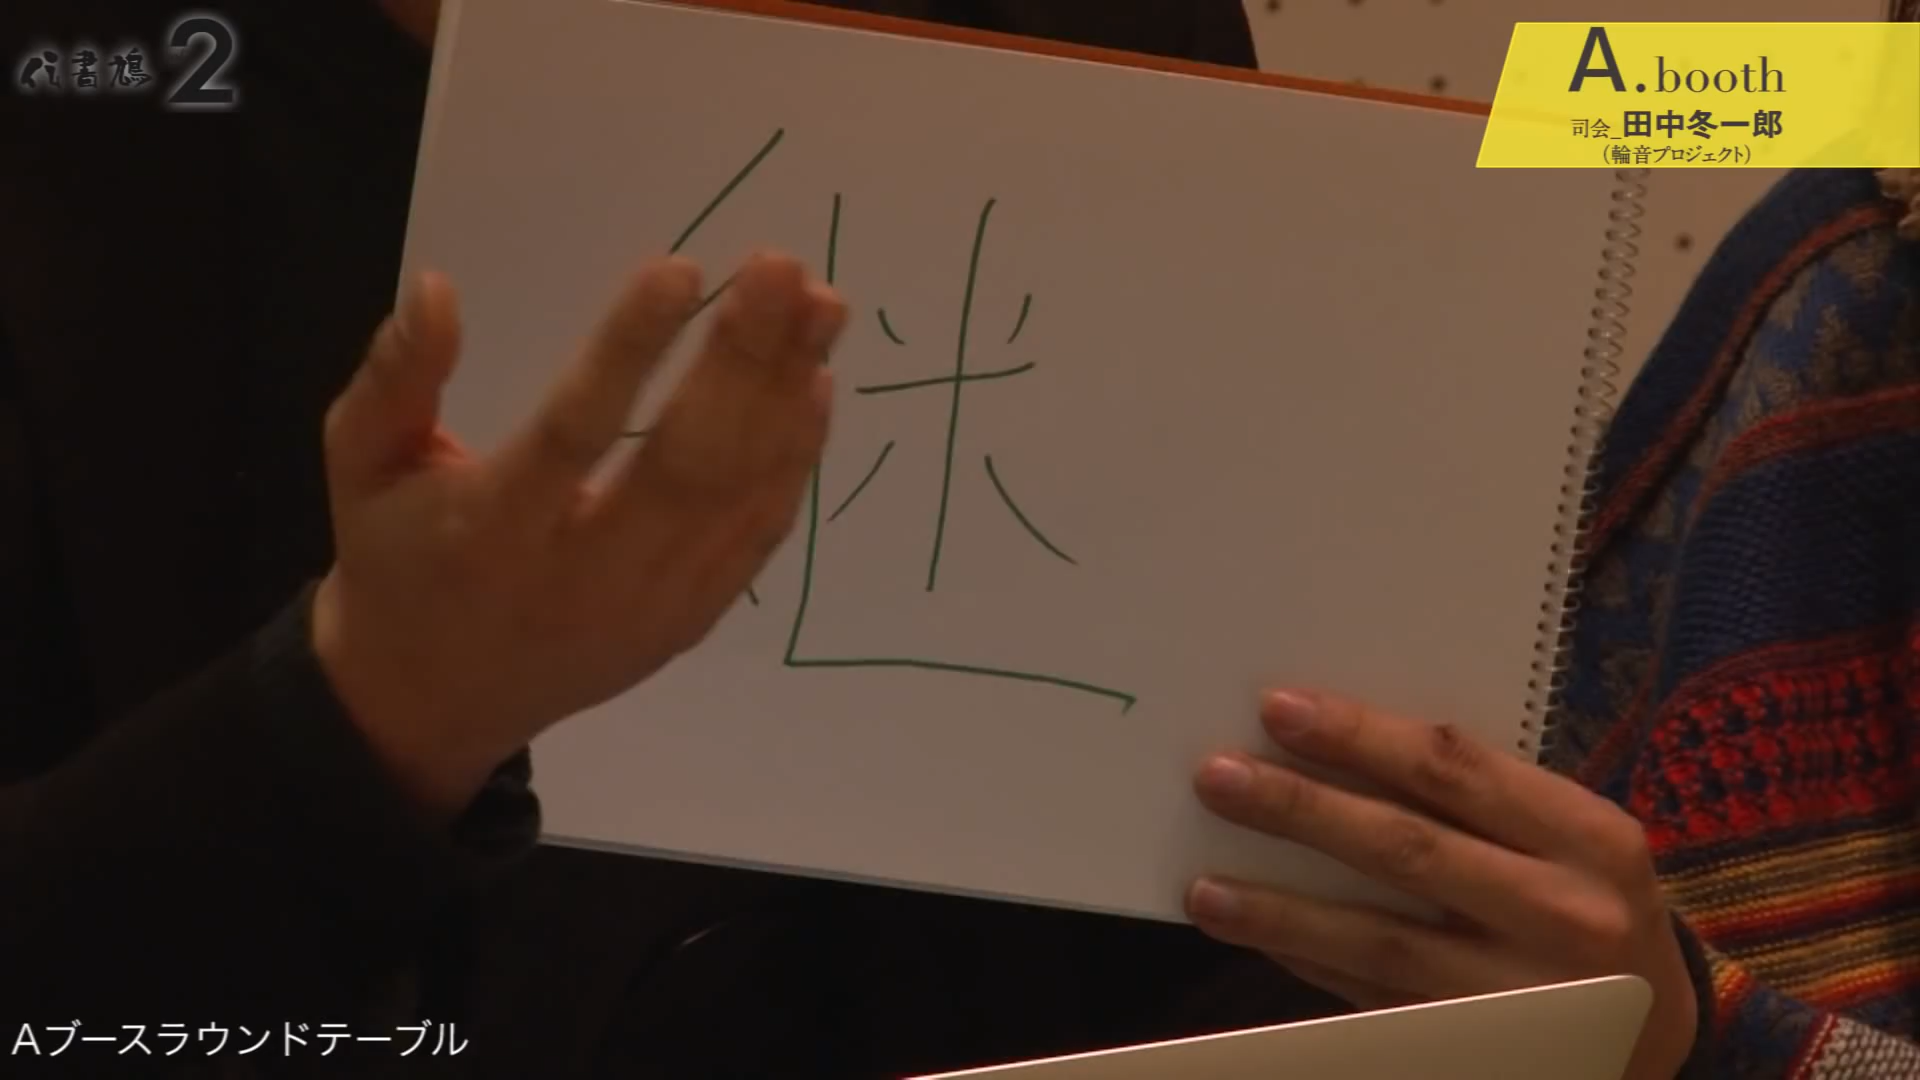 伝書鳩2
A.booth
司会_田中冬一郎
(輪音プロジェクト)
継
Aブースラウンドテーブル